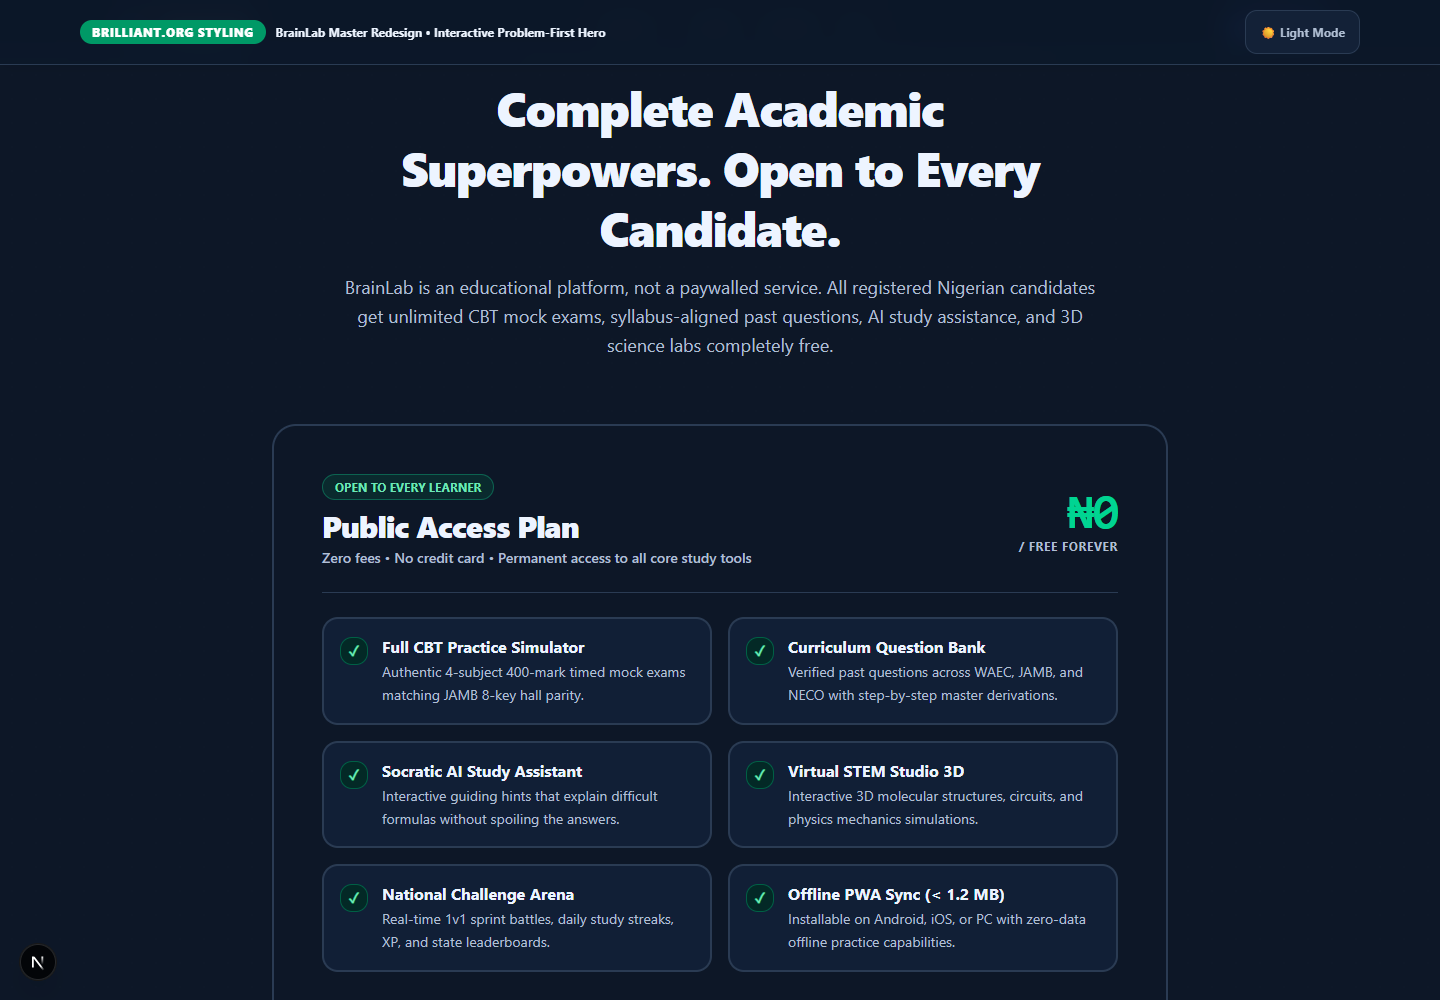 BRILLIANT.ORG STYLING BrainLab Master Redesign • Interactive Problem-First Hero
Light Mode
Complete Academic
Superpowers. Open to Every
Candidate.
BrainLab is an educational platform, not a paywalled service. All registered Nigerian candidates
get unlimited CBT mock exams, syllabus-aligned past questions, AI study assistance, and 3D
science labs completely free.
OPEN TO EVERY LEARNER
Public Access Plan
Zero fees • No credit card • Permanent access to all core study tools
₦0
/ FREE FOREVER
✓ Full CBT Practice Simulator
Authentic 4-subject 400-mark timed mock exams
matching JAMB 8-key hall parity.
✓ Curriculum Question Bank
Verified past questions across WAEC, JAMB, and
NECO with step-by-step master derivations.
✓ Socratic AI Study Assistant
Interactive guiding hints that explain difficult
formulas without spoiling the answers.
✓ Virtual STEM Studio 3D
Interactive 3D molecular structures, circuits, and
physics mechanics simulations.
✓ National Challenge Arena
Real-time 1v1 sprint battles, daily study streaks,
XP, and state leaderboards.
✓ Offline PWA Sync (< 1.2 MB)
Installable on Android, iOS, or PC with zero-data
offline practice capabilities.
N